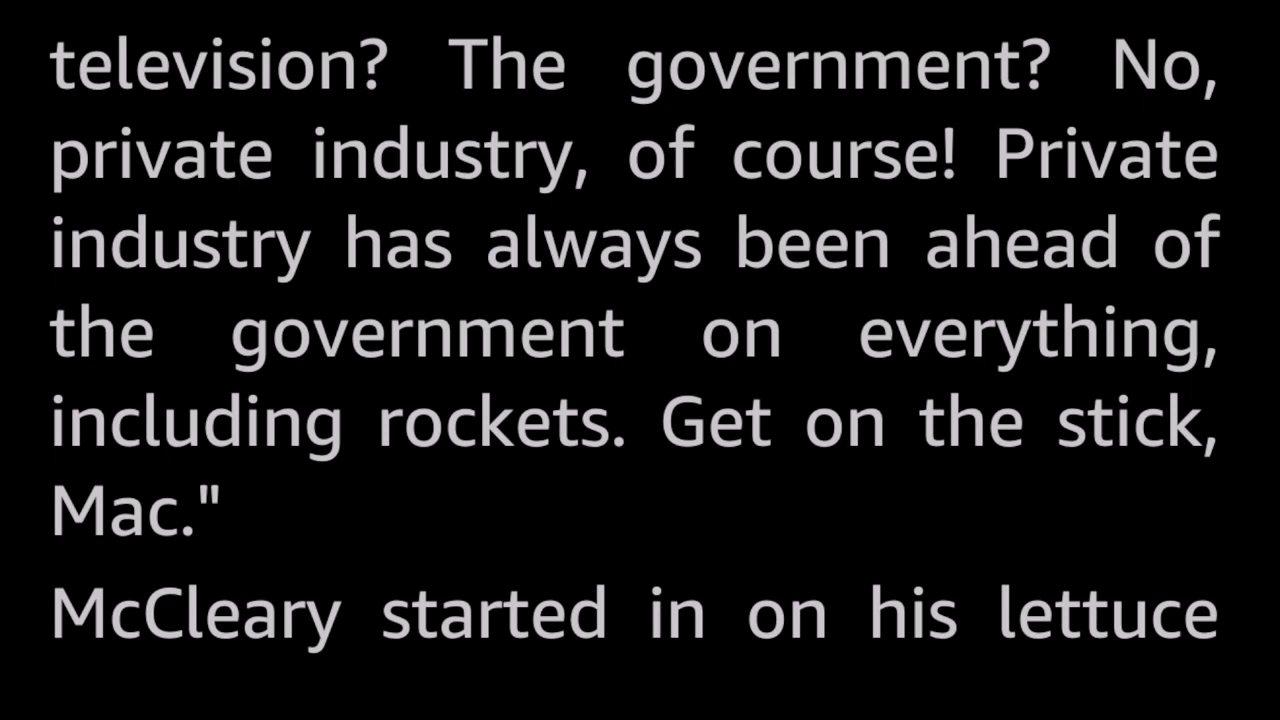 television? The government? No,
private industry, of course! Private
industry has always been ahead of
the government on everything,
including rockets. Get on the stick,
Mac."
McCleary started in on his lettuce